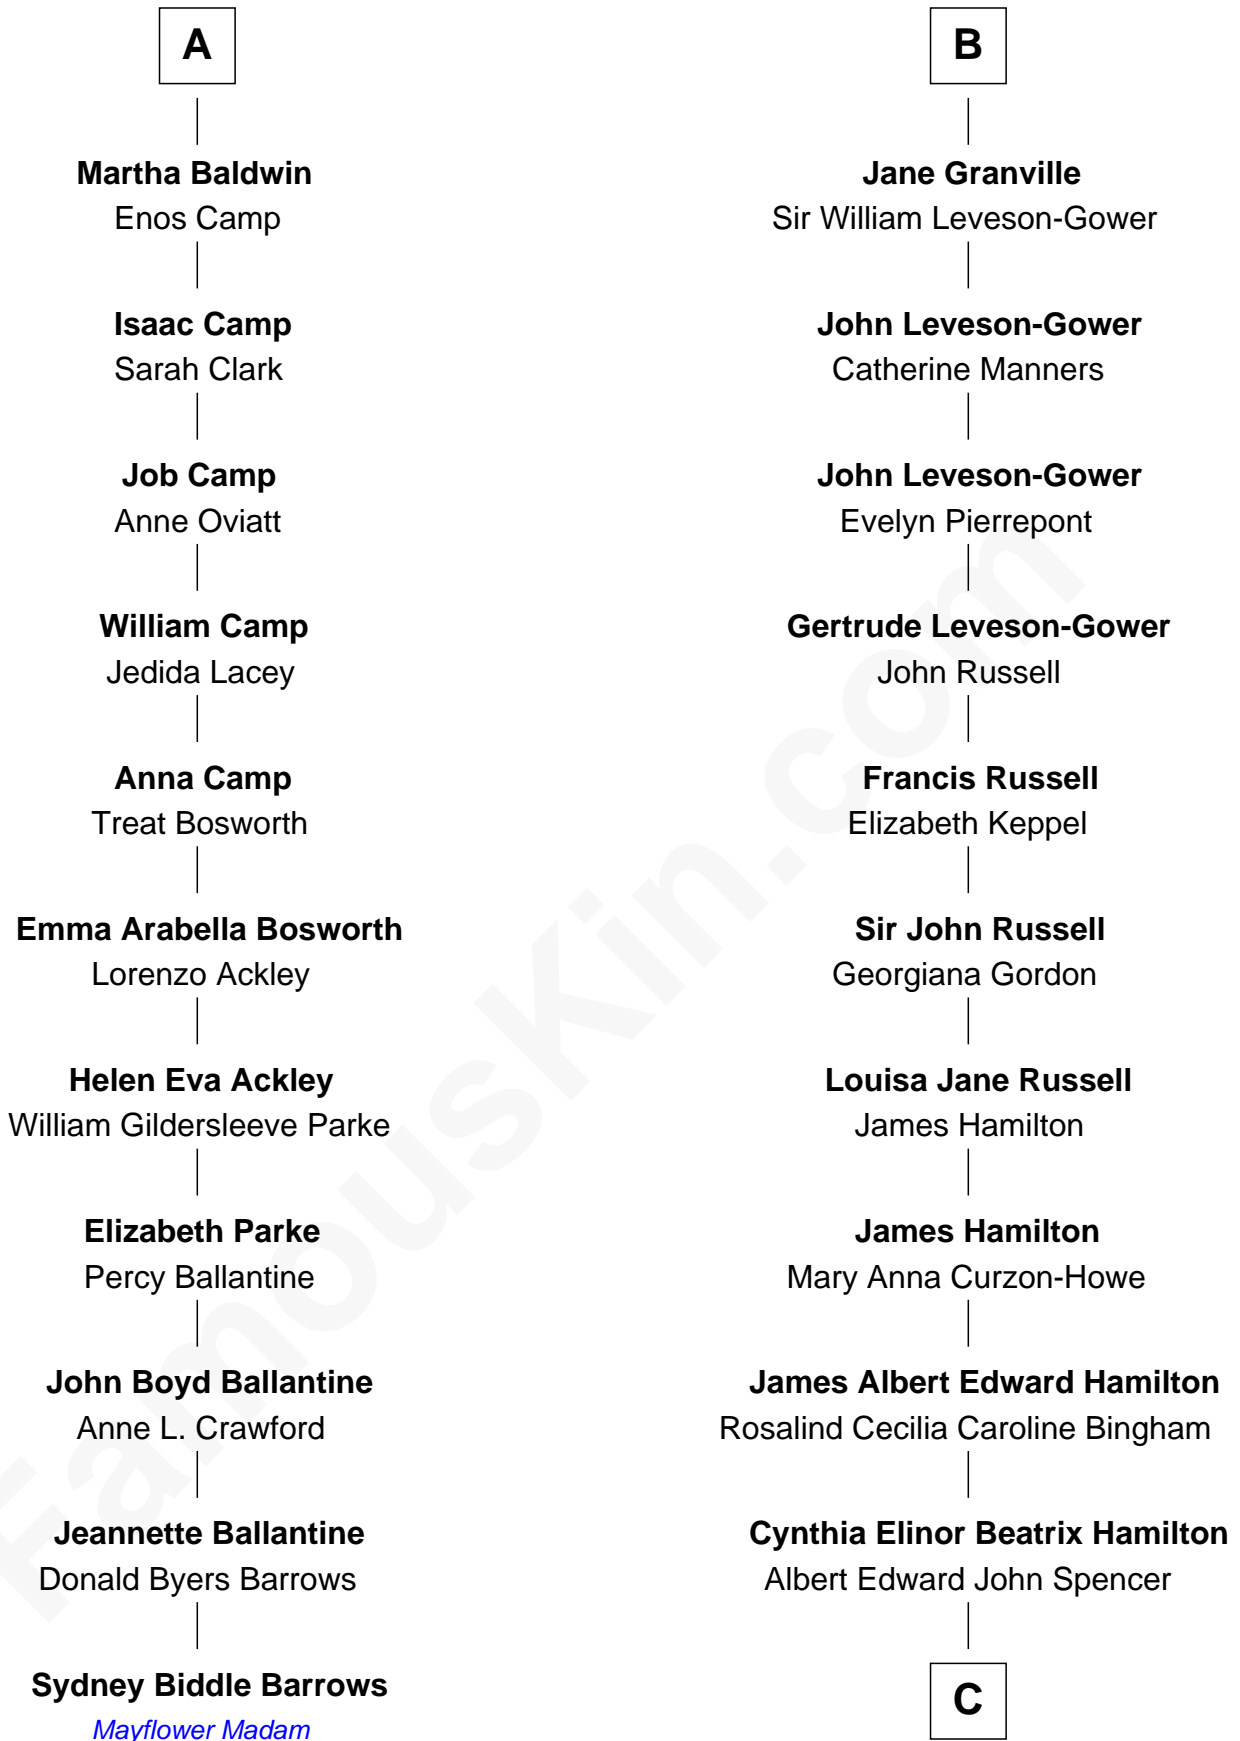 A
Martha Baldwin
Enos Camp
Isaac Camp
Sarah Clark
Job Camp
Anne Oviatt
William Camp
Jedida Lacey
Anna Camp
Treat Bosworth
Emma Arabella Bosworth
Lorenzo Ackley
Helen Eva Ackley
William Gildersleeve Parke
Elizabeth Parke
Percy Ballantine
John Boyd Ballantine
Anne L. Crawford
Jeannette Ballantine
Donald Byers Barrows
Sydney Biddle Barrows
Mayflower Madam
B
Jane Granville
Sir William Leveson-Gower
John Leveson-Gower
Catherine Manners
John Leveson-Gower
Evelyn Pierrepont
Gertrude Leveson-Gower
John Russell
Francis Russell
Elizabeth Keppel
Sir John Russell
Georgiana Gordon
Louisa Jane Russell
James Hamilton
James Hamilton
Mary Anna Curzon-Howe
James Albert Edward Hamilton
Rosalind Cecilia Caroline Bingham
Cynthia Elinor Beatrix Hamilton
Albert Edward John Spencer
C
FamousKin.com